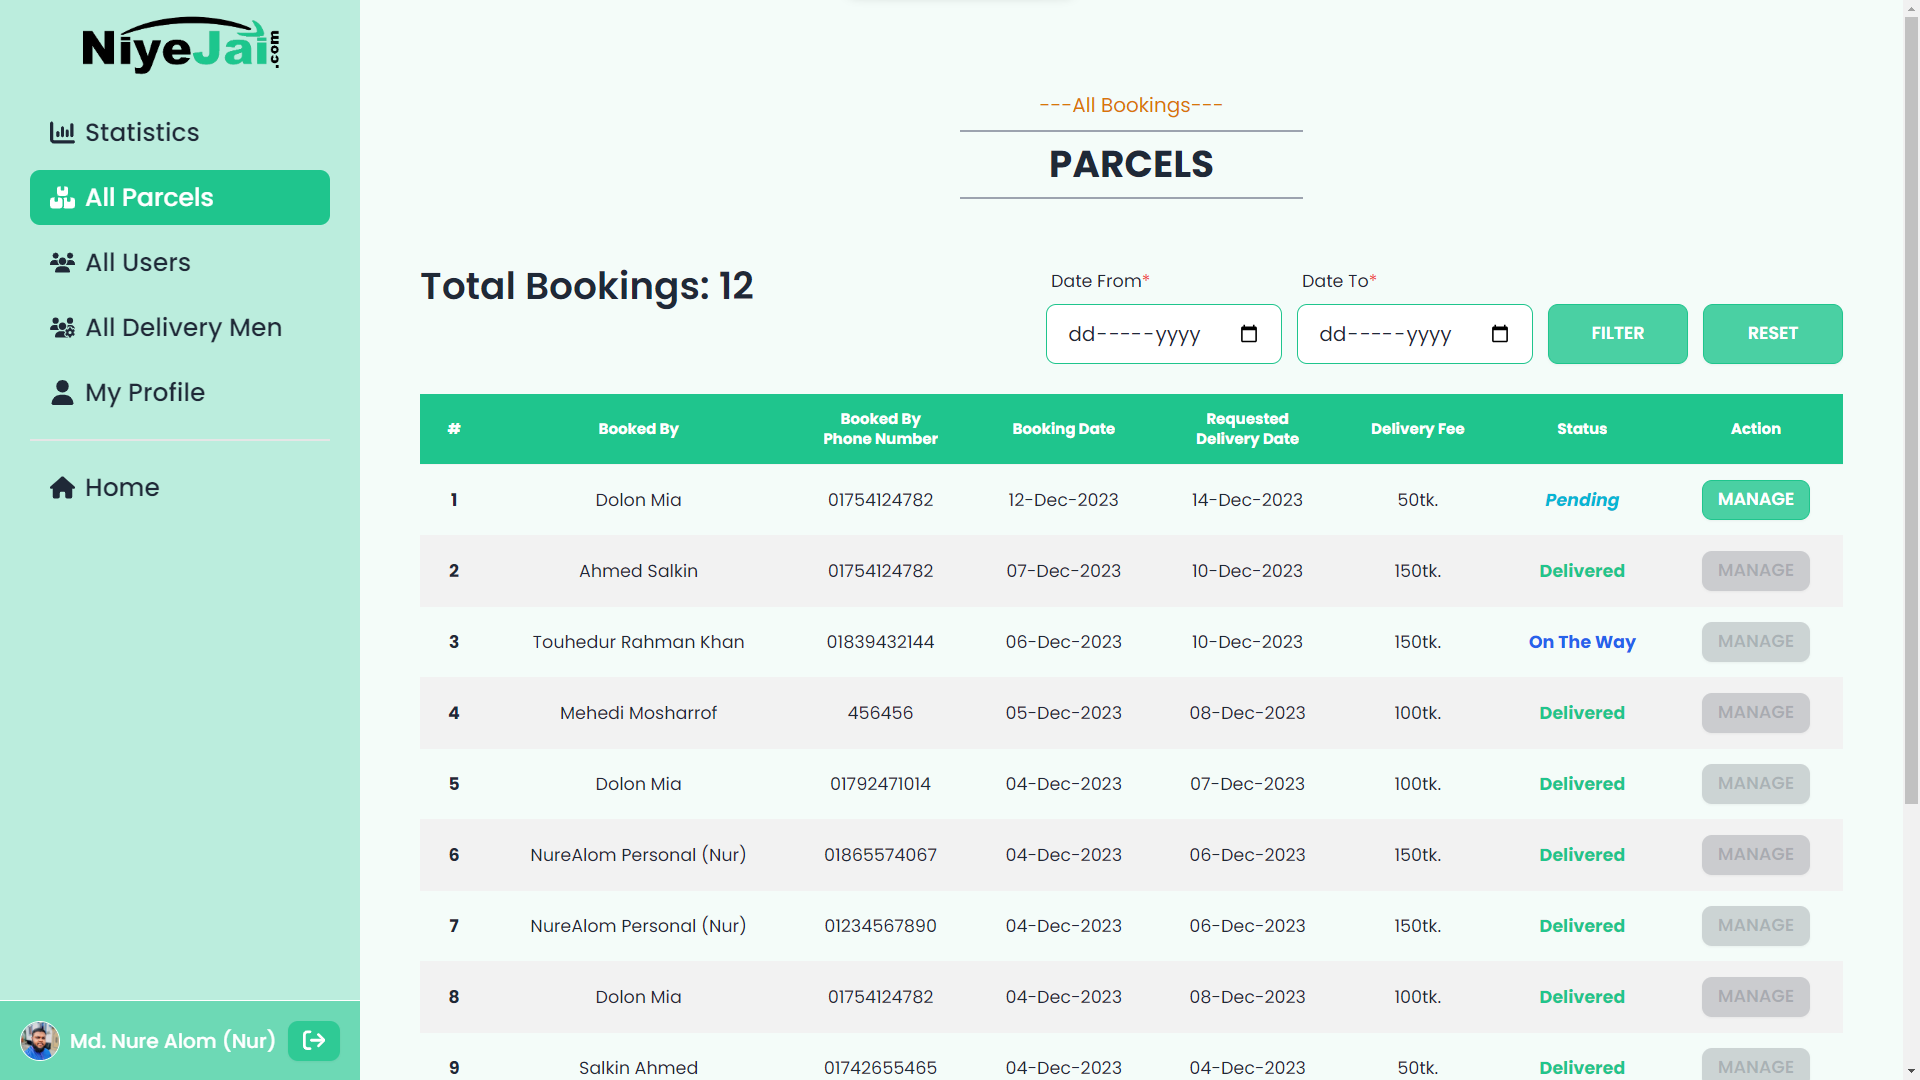 NiyeJai.com
Statistics
All Parcels
All Users
All Delivery Men
My Profile
Home
Md. Nure Alom (Nur)
---All Bookings---
PARCELS
Total Bookings: 12
Date From*
Date To*
dd-----yyyy
dd-----yyyy
FILTER
RESET
# Booked By Booked By Phone Number Booking Date Requested Delivery Date Delivery Fee Status Action
1 Dolon Mia 01754124782 12-Dec-2023 14-Dec-2023 50tk. Pending MANAGE
2 Ahmed Salkin 01754124782 07-Dec-2023 10-Dec-2023 150tk. Delivered MANAGE
3 Touhedur Rahman Khan 01839432144 06-Dec-2023 10-Dec-2023 150tk. On The Way MANAGE
4 Mehedi Mosharrof 456456 05-Dec-2023 08-Dec-2023 100tk. Delivered MANAGE
5 Dolon Mia 01792471014 04-Dec-2023 07-Dec-2023 100tk. Delivered MANAGE
6 NureAlom Personal (Nur) 01865574067 04-Dec-2023 06-Dec-2023 150tk. Delivered MANAGE
7 NureAlom Personal (Nur) 01234567890 04-Dec-2023 06-Dec-2023 150tk. Delivered MANAGE
8 Dolon Mia 01754124782 04-Dec-2023 08-Dec-2023 100tk. Delivered MANAGE
9 Salkin Ahmed 01742655465 04-Dec-2023 04-Dec-2023 50tk. Delivered MANAGE